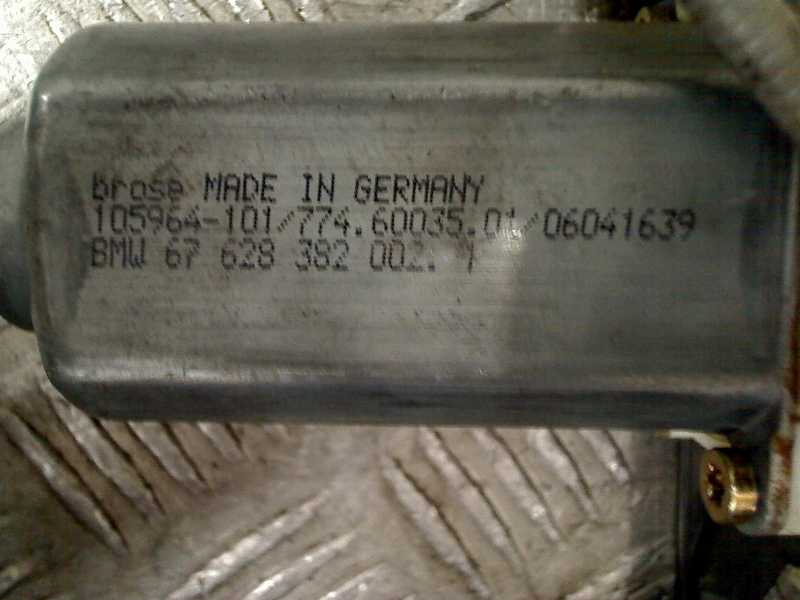 brose MADE IN GERMANY
105964-101/774.60035.01/06041639
BMW 67 628 382 002.